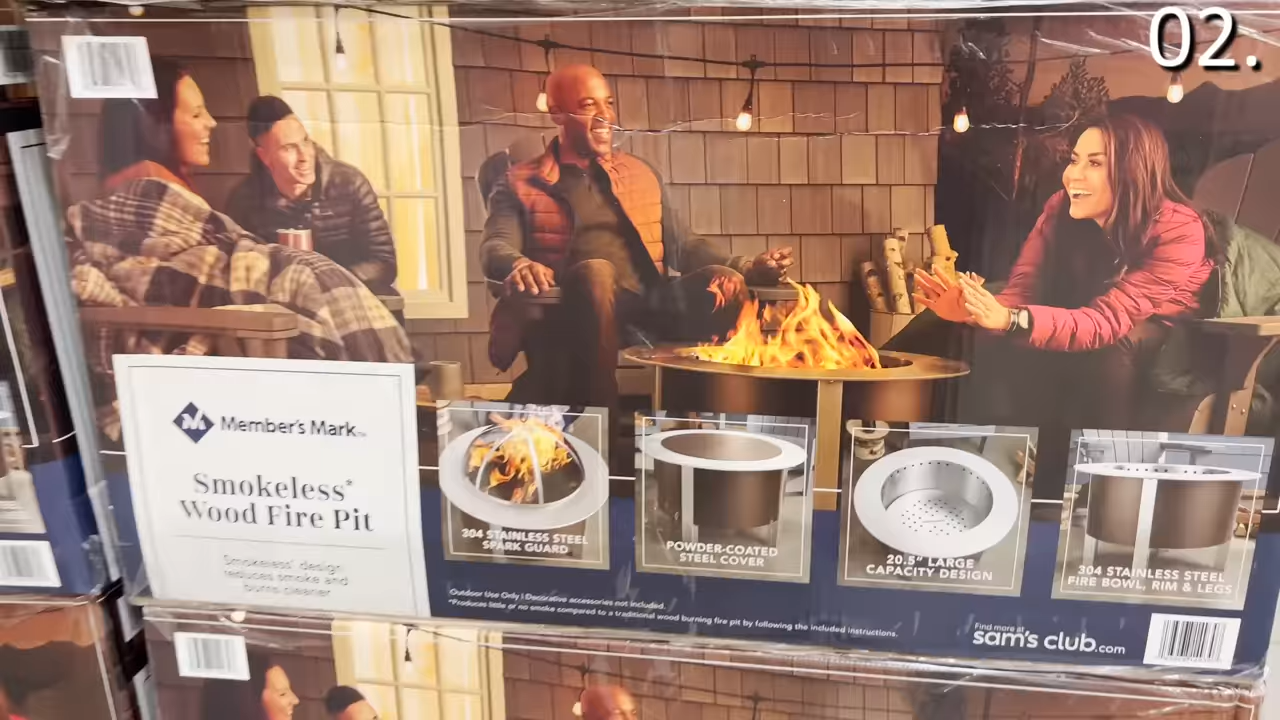 02.
Member's Mark™
Smokeless*
Wood Fire Pit
Smokeless* design
reduces smoke and
burns cleaner
304 STAINLESS STEEL
SPARK GUARD
POWDER-COATED
STEEL COVER
20.5" LARGE
CAPACITY DESIGN
304 STAINLESS STEEL
FIRE BOWL, RIM & LEGS
Outdoor Use Only | Decorative accessories not included.
*Produces little or no smoke compared to a traditional wood burning fire pit by following the included instructions.
Find more at
sam's club.com